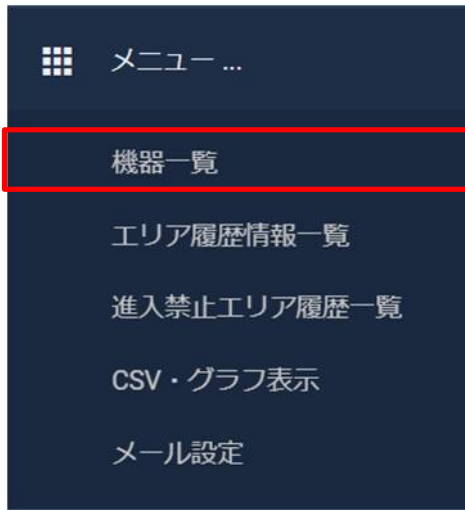 メニュー ...
機器一覧
エリア履歴情報一覧
進入禁止エリア履歴一覧
CSV・グラフ表示
メール設定